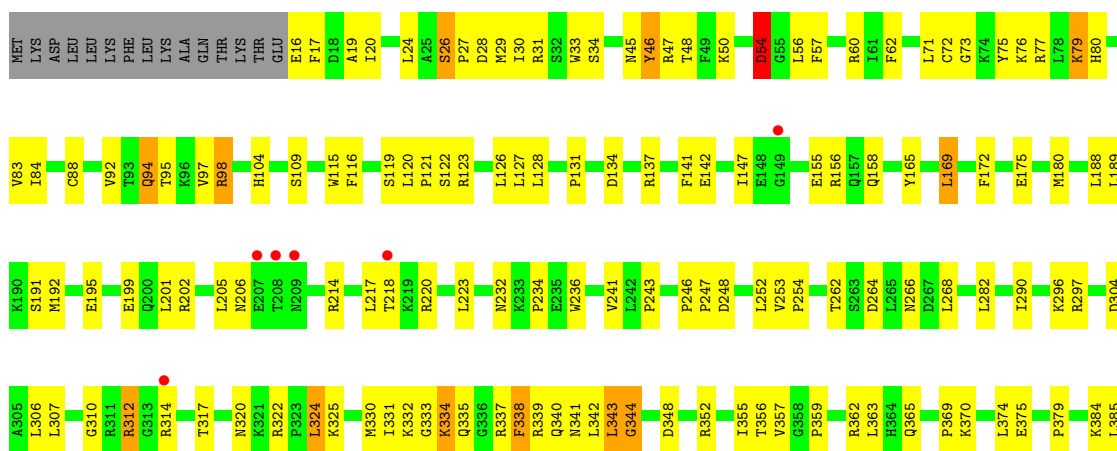 MET LYS ASP LEU LEU LYS PHE LEU LYS ALA GLN THR LYS THR GLU E16 F17 D18 A19 I20 L24 A25 S26 P27 D28 M29 I30 R31 S32 W33 S34 N45 Y46 R47 T48 F49 K50 D54 G55 L56 F57 R60 I61 F62 L71 C72 G73 K74 Y75 K76 R77 L78 K79 H80
V83 I84 C88 V92 T93 Q94 T95 K96 V97 R98 H104 S109 W115 F116 S119 L120 P121 S122 R123 L126 L127 L128 P131 D134 R137 F141 E142 I147 E148 G149 E155 R156 Q157 Q158 Y165 L169 F172 E175 M180 L188 L189
K190 S191 M192 E195 E199 Q200 L201 R202 L205 N206 E207 T208 N209 R214 L217 T218 K219 R220 L223 N232 K233 P234 E235 W236 V241 L242 P243 P246 P247 D248 L252 V253 P254 T262 S263 D264 L265 N266 D267 L268 L282 I290 K296 R297 D304
A305 L306 L307 G310 R311 R312 G313 R314 T317 N320 K321 R322 P323 L324 K325 M330 I331 K332 G333 K334 Q335 G336 R337 F338 R339 Q340 N341 L342 L343 G344 D348 R352 I355 T356 V357 G358 P359 R362 L363 H364 Q365 P369 K370 L374 E375 P379 K384 L385